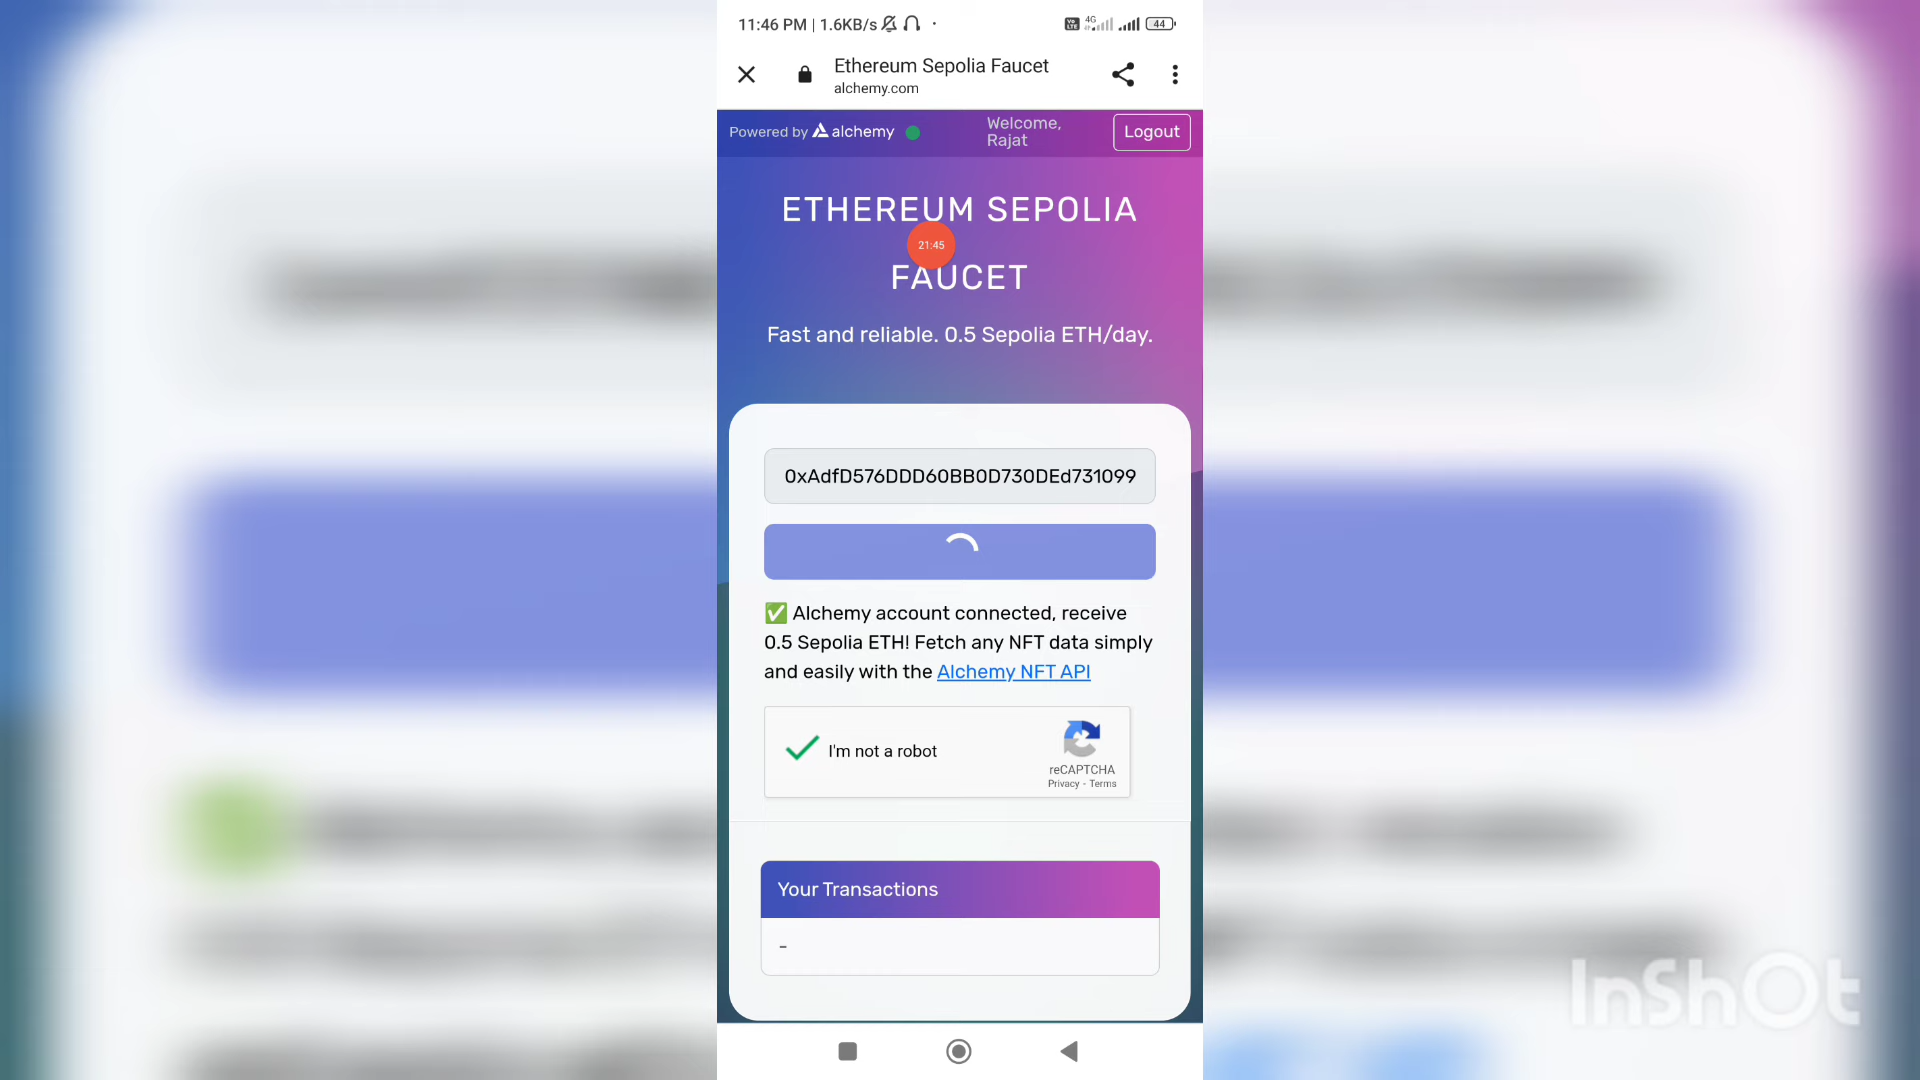 11:46 PM | 1.6KB/s
Vo LTE 4G 44
Ethereum Sepolia Faucet
alchemy.com
Powered by alchemy
Welcome,
Rajat
Logout
ETHEREUM SEPOLIA
21:45
FAUCET
Fast and reliable. 0.5 Sepolia ETH/day.
0xAdfD576DDD60BB0D730DEd731099
✅ Alchemy account connected, receive
0.5 Sepolia ETH! Fetch any NFT data simply
and easily with the Alchemy NFT API
I'm not a robot
reCAPTCHA
Privacy - Terms
Your Transactions
-
InShOt